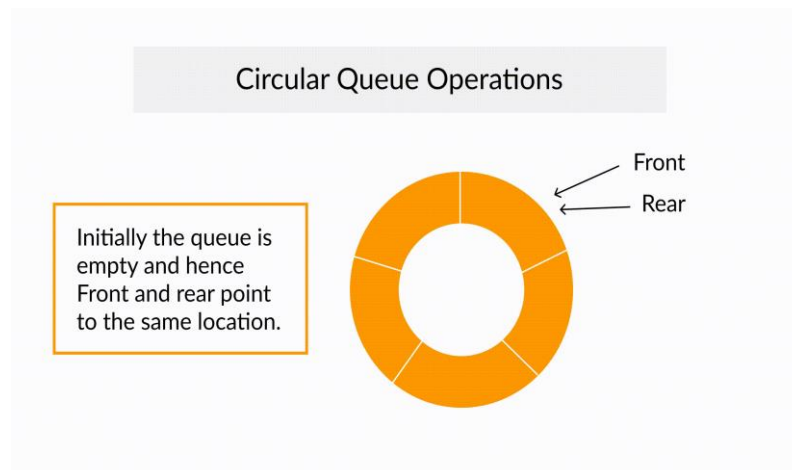 Circular Queue Operations
Front
Rear
Initially the queue is
empty and hence
Front and rear point
to the same location.